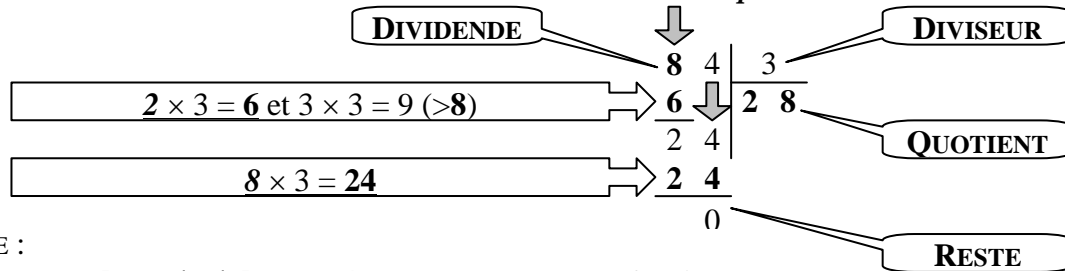 DIVIDENDE
DIVISEUR
8 4 3
2 × 3 = 6 et 3 × 3 = 9 (>8)
6 2 8
2 4
QUOTIENT
8 × 3 = 24
2 4
0
E :
RESTE